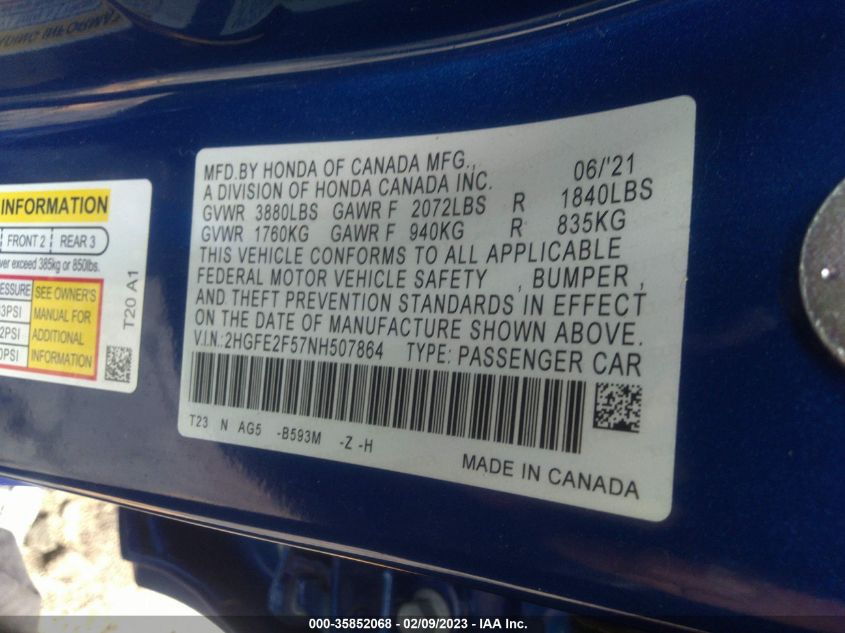 INFORMATION
FRONT 2 REAR 3
ver exceed 385kg or 850lbs.
ESSURE SEE OWNER'S
3PSI MANUAL FOR
2PSI ADDITIONAL
0PSI INFORMATION
T20 A1
MFD.BY HONDA OF CANADA MFG., 06/'21
A DIVISION OF HONDA CANADA INC.
GVWR 3880LBS GAWR F 2072LBS R 1840LBS
GVWR 1760KG GAWR F 940KG R 835KG
THIS VEHICLE CONFORMS TO ALL APPLICABLE
FEDERAL MOTOR VEHICLE SAFETY , BUMPER ,
AND THEFT PREVENTION STANDARDS IN EFFECT
ON THE DATE OF MANUFACTURE SHOWN ABOVE.
V.I.N.:2HGFE2F57NH507864 TYPE: PASSENGER CAR
T23 N AG5 -B593M -Z -H
MADE IN CANADA
000-35852068 - 02/09/2023 - IAA Inc.